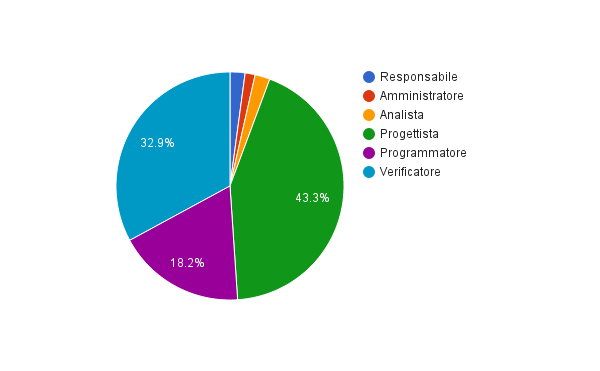 Responsabile
Amministratore
Analista
Progettista
Programmatore
Verificatore
32.9%
43.3%
18.2%